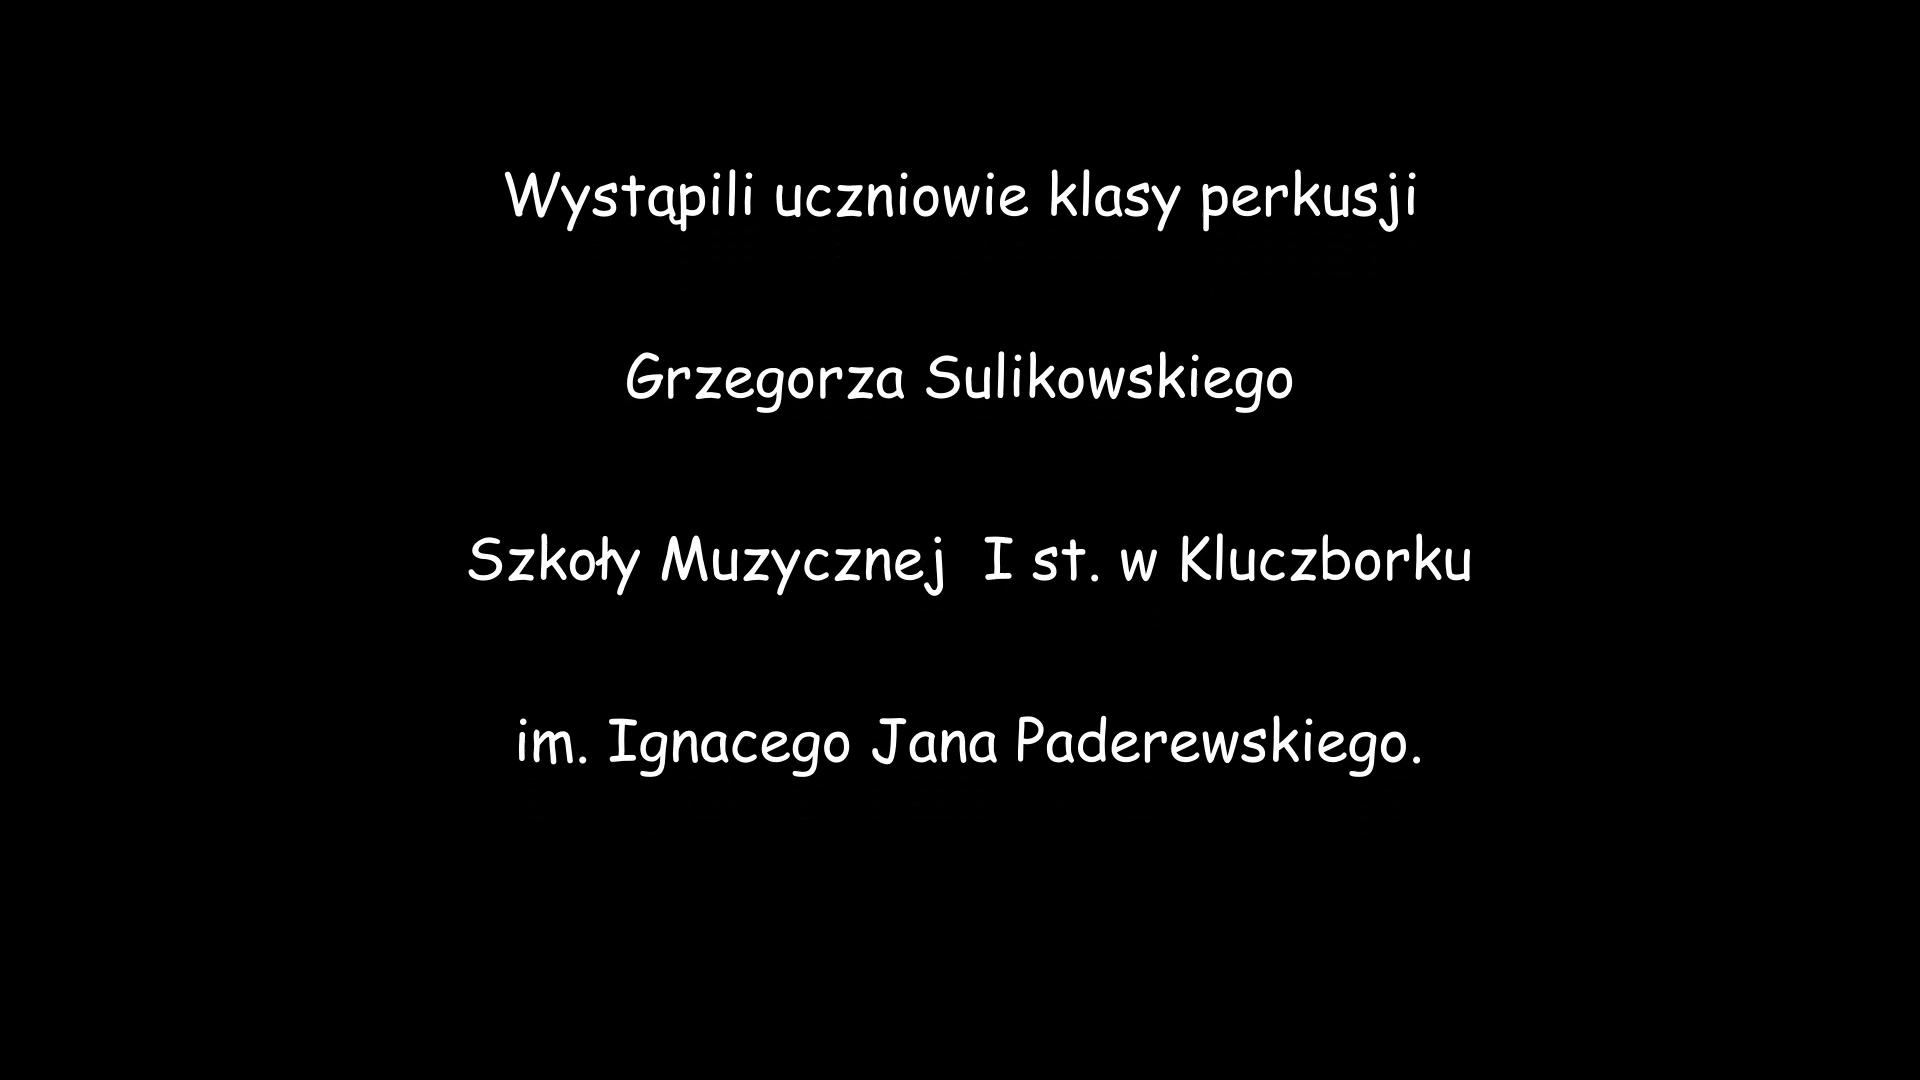 Wystąpili uczniowie klasy perkusji
Grzegorza Sulikowskiego
Szkoły Muzycznej  I st. w Kluczborku
im. Ignacego Jana Paderewskiego.